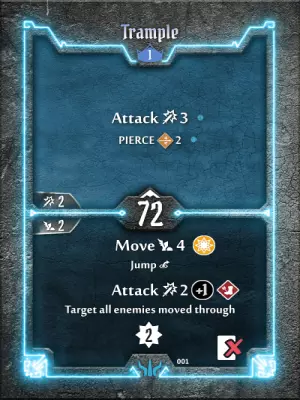 Trample
1
Attack 3
PIERCE 2
2
72
2
Move 4
Jump
Attack 2 +1
Target all enemies moved through
2
001